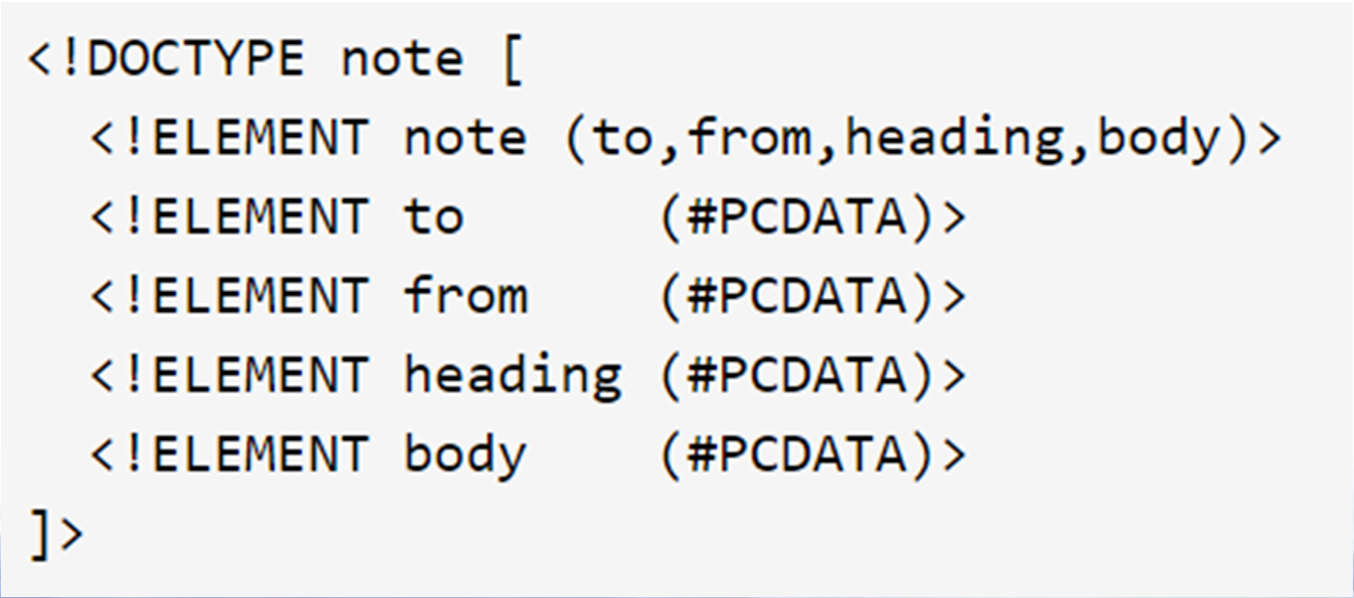 <!DOCTYPE note [
  <!ELEMENT note (to,from,heading,body)>
  <!ELEMENT to      (#PCDATA)>
  <!ELEMENT from    (#PCDATA)>
  <!ELEMENT heading (#PCDATA)>
  <!ELEMENT body    (#PCDATA)>
]>